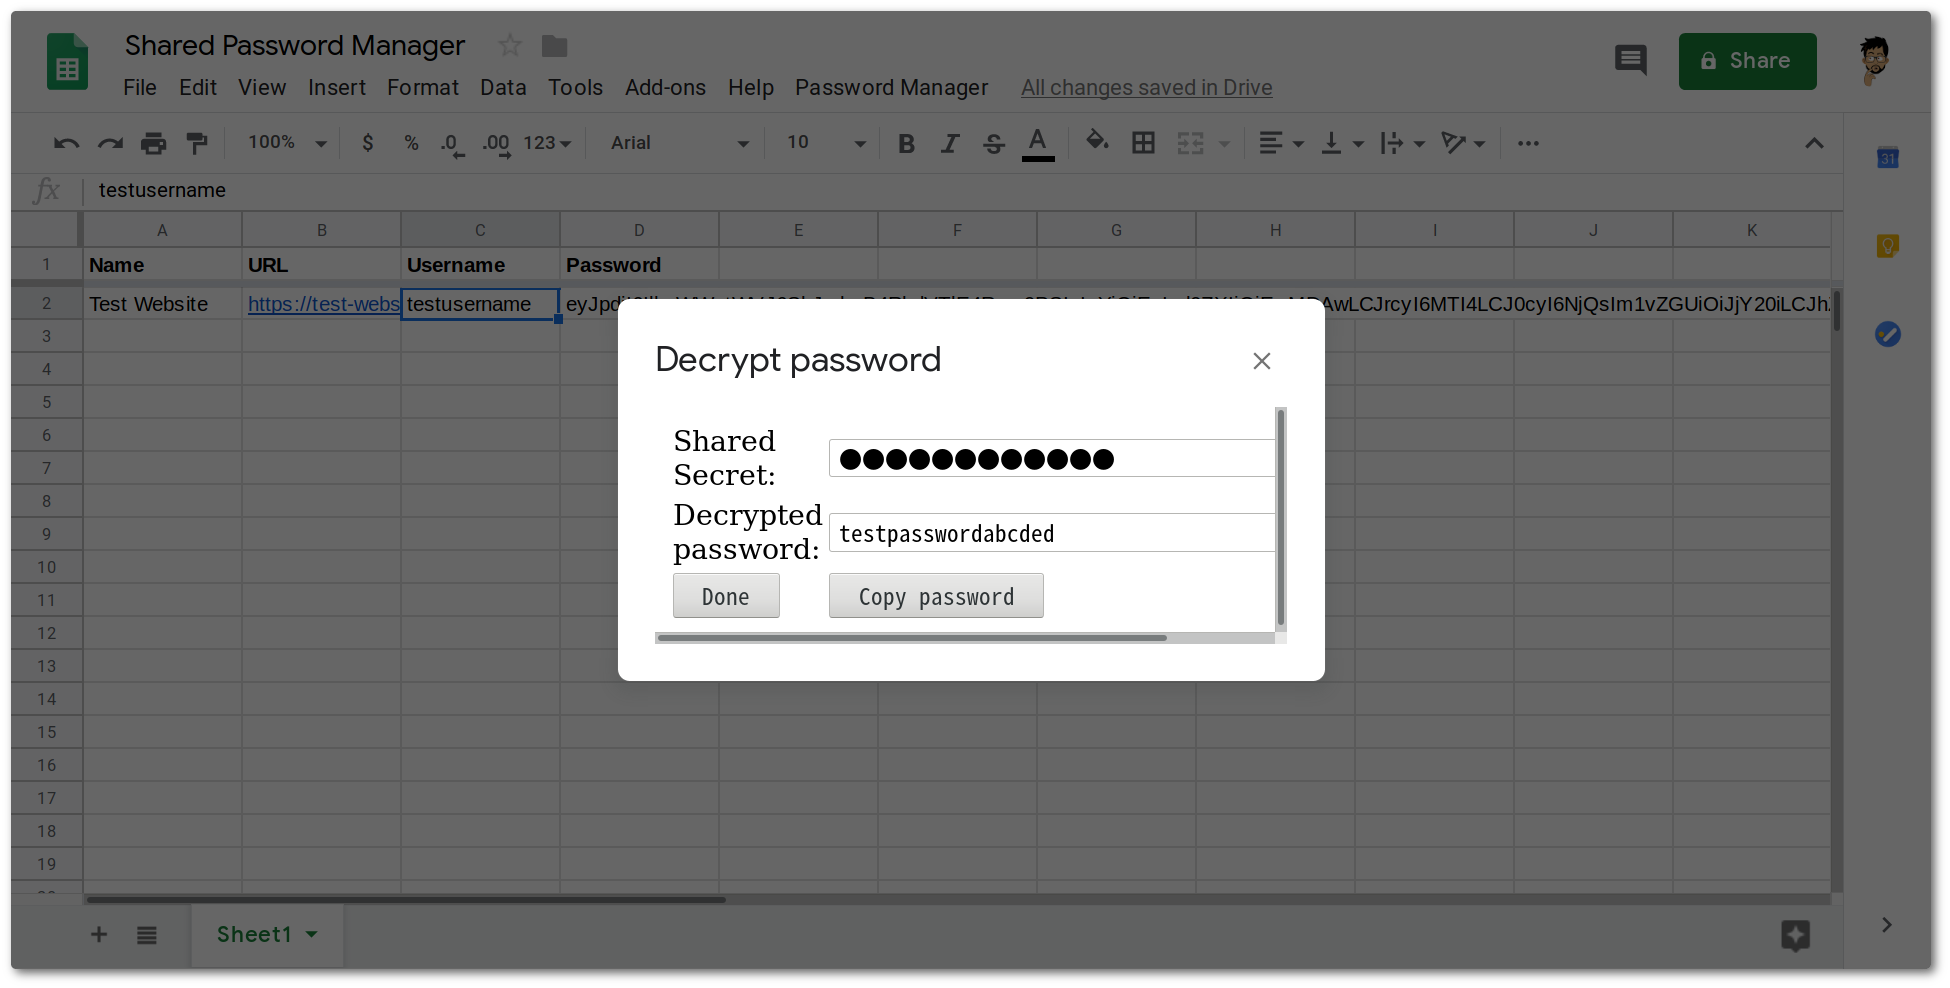 Shared Password Manager
File Edit View Insert Format Data Tools Add-ons Help Password Manager All changes saved in Drive
Share
100% $ % .0 .00 123 Arial 10 B I S A
31
fx testusername
A B C D E F G H I J K
1 Name URL Username Password
2 Test Website https://test-webs testusername
3
4
5
6
7
8
9
10
11
12
13
14
15
16
17
18
19
Decrypt password
Shared
Secret:
Decrypted
password:
testpasswordabcded
Done Copy password
Sheet1